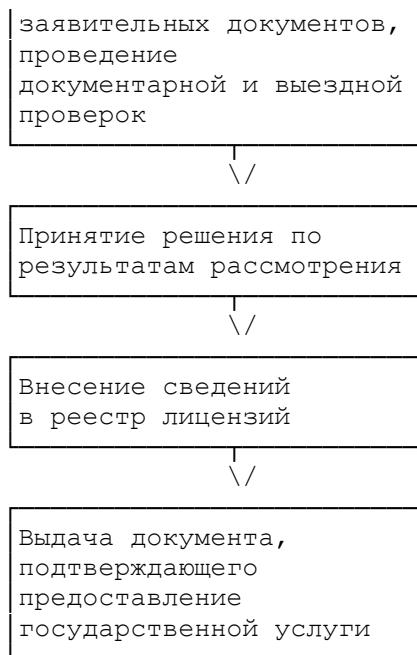 заявительных документов,
проведение
документарной и выездной
проверок
\/
Принятие решения по
результатам рассмотрения
\/
Внесение сведений
в реестр лицензий
\/
Выдача документа,
подтверждающего
предоставление
государственной услуги